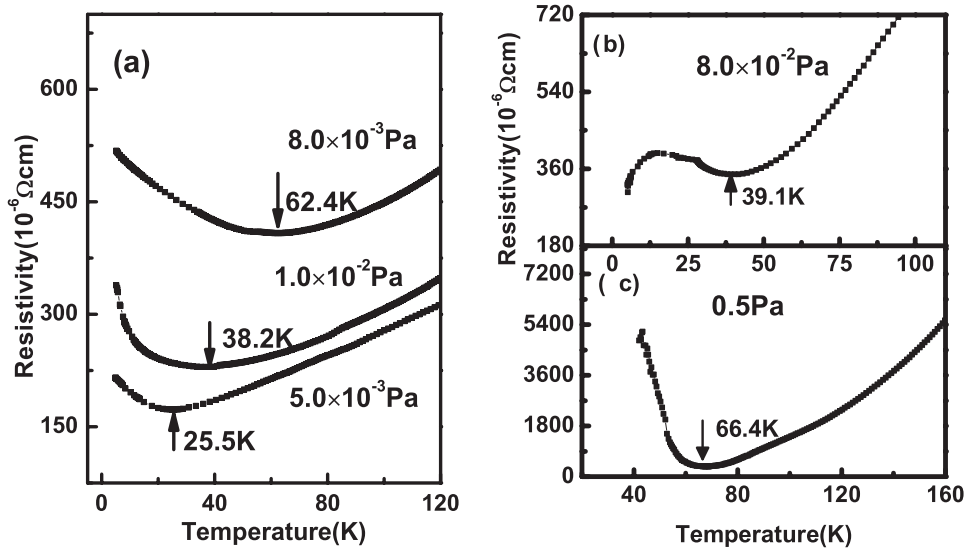 (a)
600
450
300
150
Resistivity(10⁻⁶Ωcm)
8.0×10⁻³Pa
62.4K
1.0×10⁻²Pa
38.2K
5.0×10⁻³Pa
25.5K
0 40 80 120
Temperature(K)
(b)
720
540
360
180
Resistivity(10⁻⁶Ωcm)
8.0×10⁻²Pa
39.1K
0 25 50 75 100
( c)
7200
5400
3600
1800
0
0.5Pa
66.4K
40 80 120 160
Temperature(K)